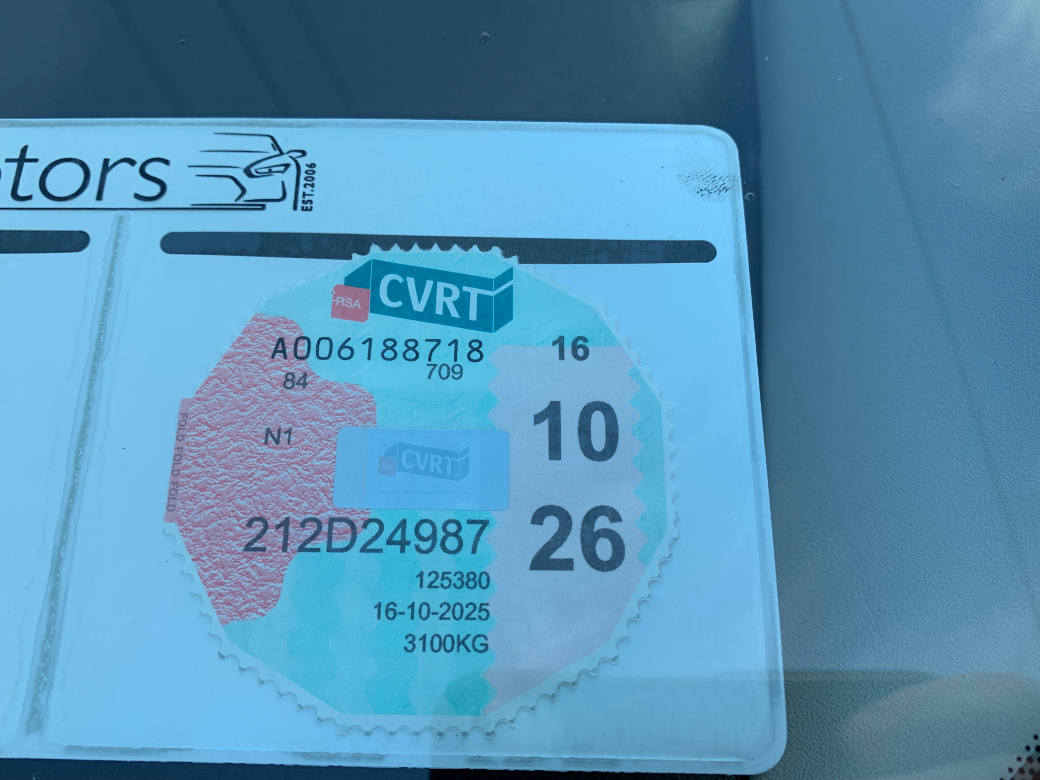 otors
EST.2006
RSA CVRT
A006188718
16
709
84
10
N1
CVRT
FOLD FOLD FOLD
212D24987
26
125380
16-10-2025
3100KG